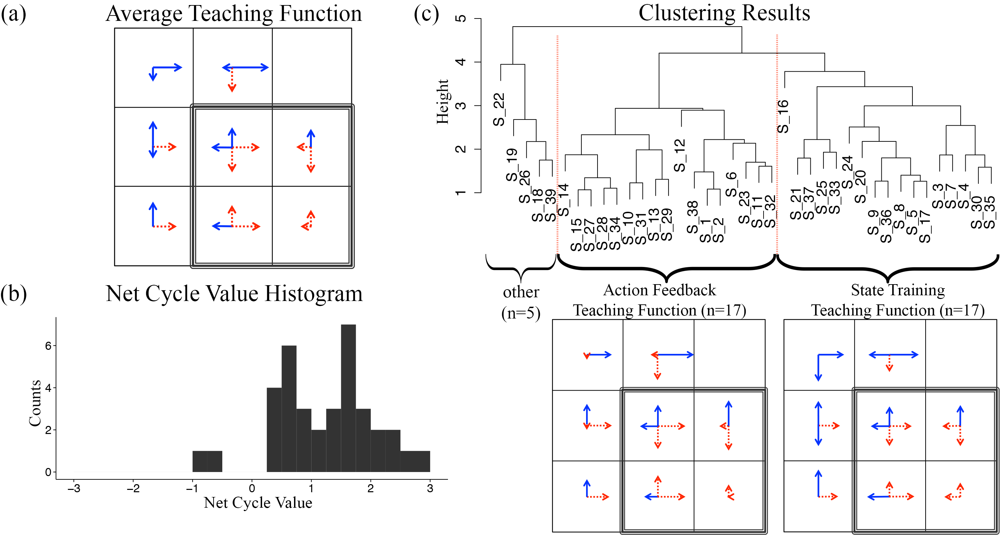 (a)
Average Teaching Function
(b)
Net Cycle Value Histogram
Counts
6
4
2
0
−3
−2
−1
0
1
2
3
Net Cycle Value
(c)
Clustering Results
Height
5
4
3
2
1
S_22
S_19
S_26
S_18
S_39
S_14
S_15
S_27
S_28
S_34
S_10
S_31
S_13
S_29
S_12
S_38
S_1
S_2
S_6
S_23
S_11
S_32
S_16
S_21
S_37
S_25
S_33
S_24
S_20
S_9
S_36
S_8
S_5
S_17
S_3
S_7
S_4
S_30
S_35
other
(n=5)
Action Feedback
Teaching Function (n=17)
State Training
Teaching Function (n=17)